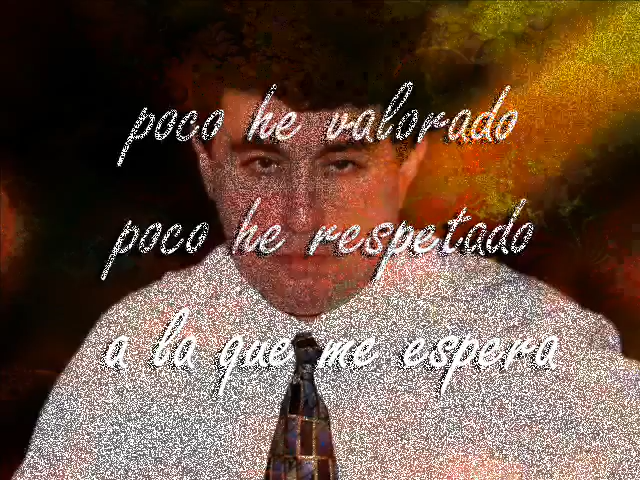 poco he valorado
poco he respetado
a la que me espera